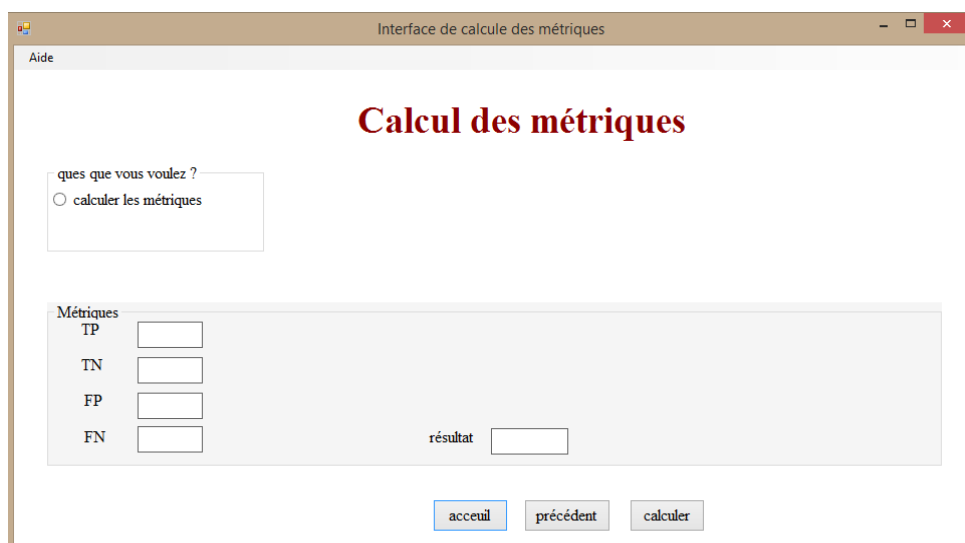 Interface de calcule des métriques
Aide
Calcul des métriques
ques que vous voulez ?
calculer les métriques
Métriques
TP
TN
FP
FN
résultat
acceuil précédent calculer